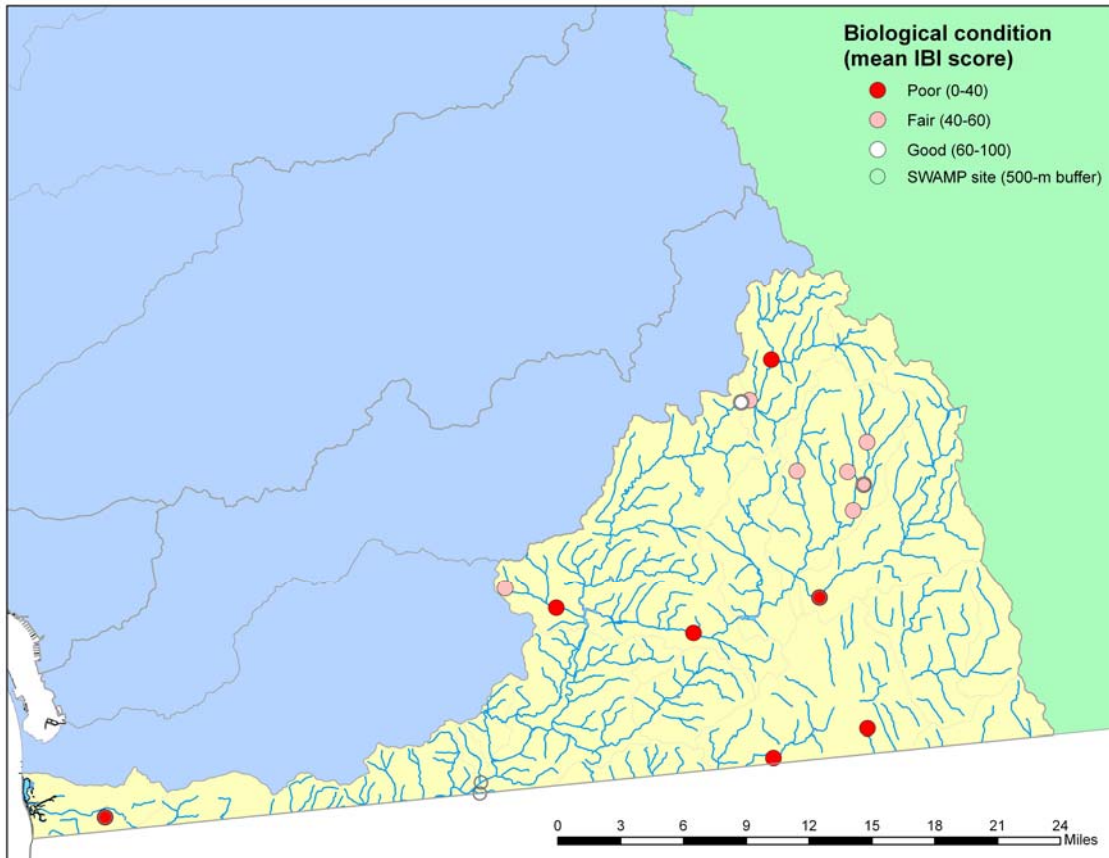 Biological condition
(mean IBI score)
Poor (0-40)
Fair (40-60)
Good (60-100)
SWAMP site (500-m buffer)
0 3 6 9 12 15 18 21 24
Miles